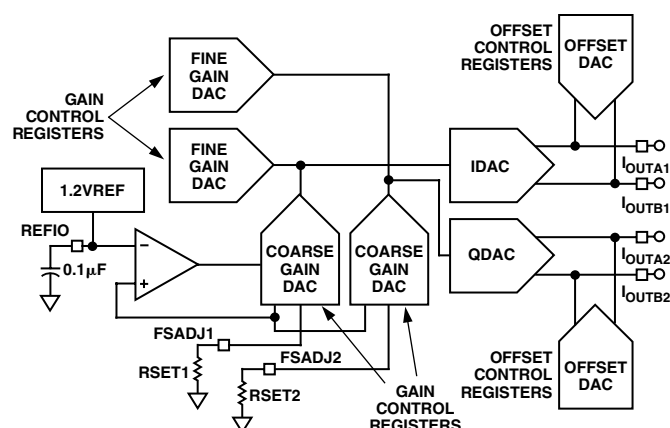 OFFSET
CONTROL
REGISTERS
OFFSET
DAC
FINE
GAIN
DAC
GAIN
CONTROL
REGISTERS
FINE
GAIN
DAC
IDAC
IOUTA1
IOUTB1
1.2VREF
REFIO
0.1µF
–
+
COARSE
GAIN
DAC
COARSE
GAIN
DAC
QDAC
IOUTA2
IOUTB2
FSADJ1
RSET1
FSADJ2
RSET2
GAIN
CONTROL
REGISTERS
OFFSET
CONTROL
REGISTERS
OFFSET
DAC